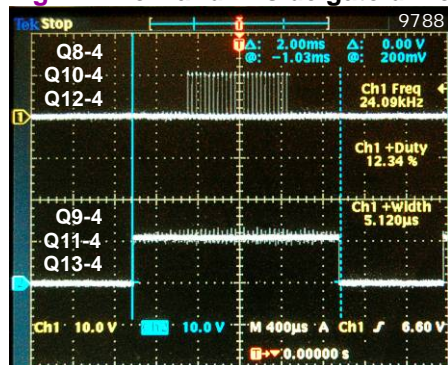 Tek Stop
9788
Δ: 2.00ms Δ: 0.00 V
@: -1.03ms @: 200mV
Q8-4
Q10-4
Q12-4
Ch1 Freq
24.09kHz
Ch1 +Duty
12.34 %
Ch1 +Width
5.120µs
Q9-4
Q11-4
Q13-4
Ch1 10.0 V Ch2 10.0 V M 400µs A Ch1 6.60 V
0.00000 s